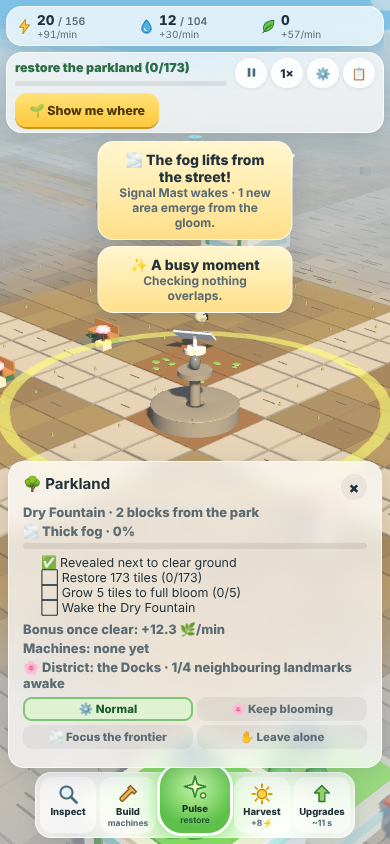 20 / 156
+91/min
12 / 104
+30/min
0
+57/min
restore the parkland (0/173)
1×
Show me where
The fog lifts from
the street!
Signal Mast wakes · 1 new
area emerge from the
gloom.
A busy moment
Checking nothing
overlaps.
Parkland
Dry Fountain · 2 blocks from the park
Thick fog · 0%
Revealed next to clear ground
Restore 173 tiles (0/173)
Grow 5 tiles to full bloom (0/5)
Wake the Dry Fountain
Bonus once clear: +12.3 🌿/min
Machines: none yet
District: the Docks · 1/4 neighbouring landmarks
awake
Normal
Keep blooming
Focus the frontier
Leave alone
Inspect
Build
machines
Pulse
restore
Harvest
+8⚡
Upgrades
~11 s